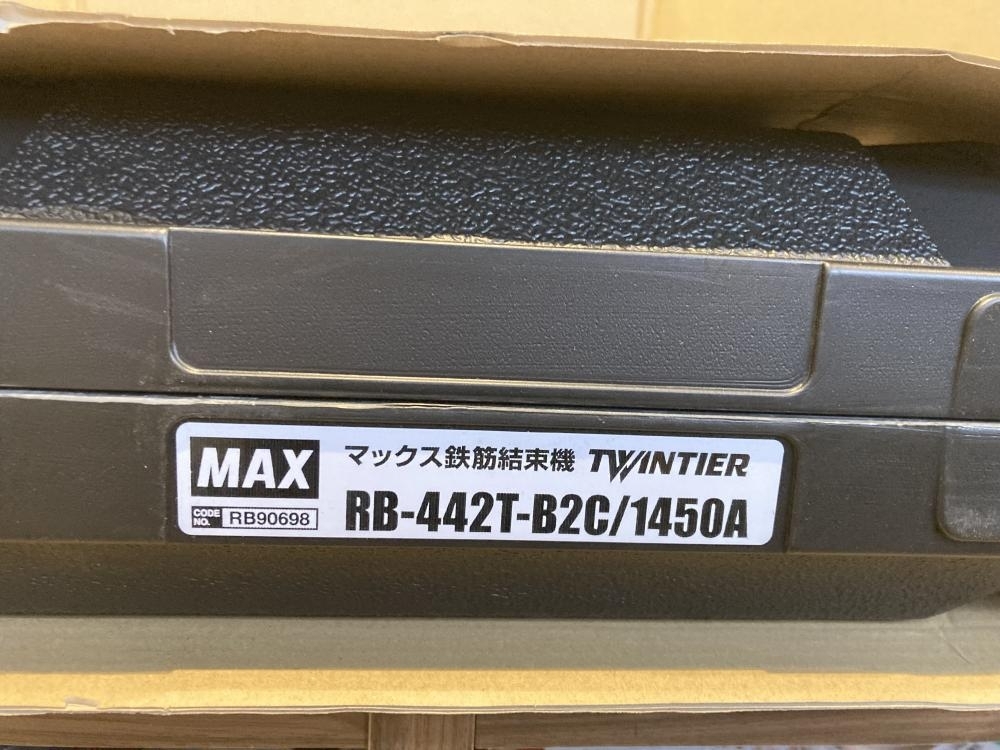 MAX
マックス鉄筋結束機 TWINTIER
CODE NO. RB90698
RB-442T-B2C/1450A